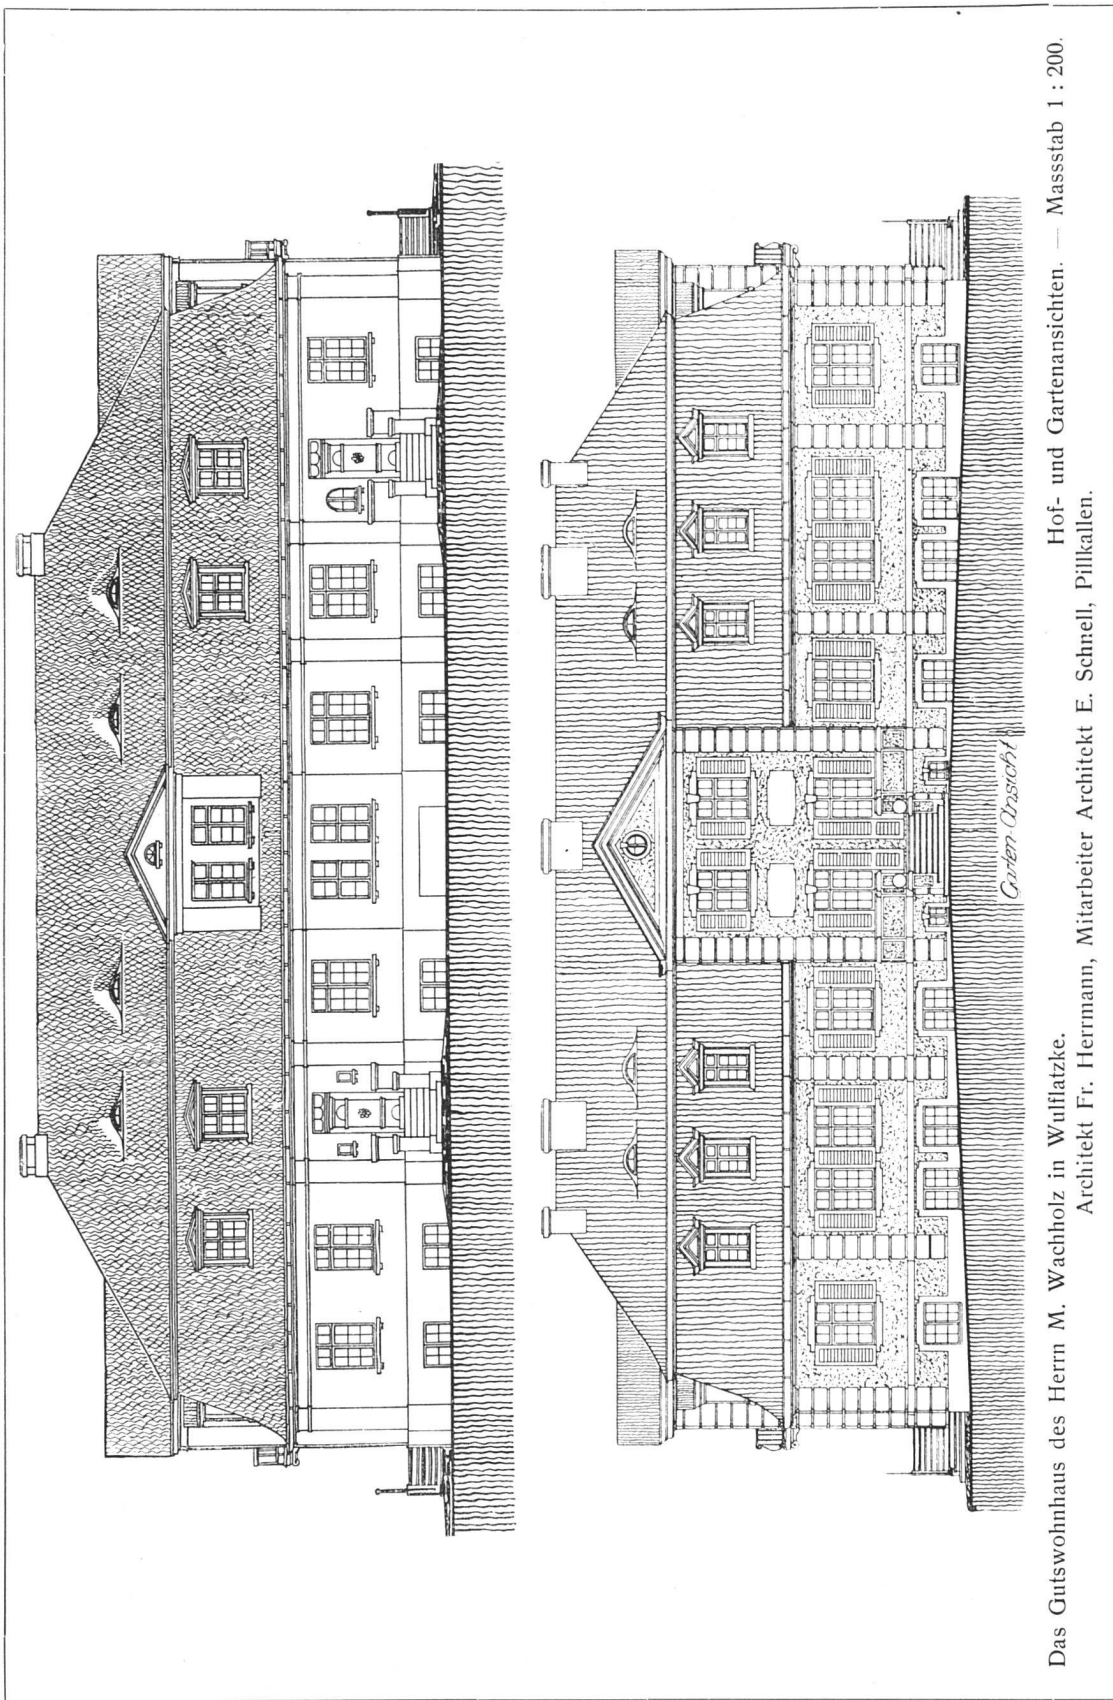 Garten-Ansicht
Das Gutswohnhaus des Herrn M. Wachholz in Wulflatzke. Hof- und Gartenansichten. — Massstab 1 : 200.
Architekt Fr. Herrmann, Mitarbeiter Architekt E. Schnell, Pillkallen.